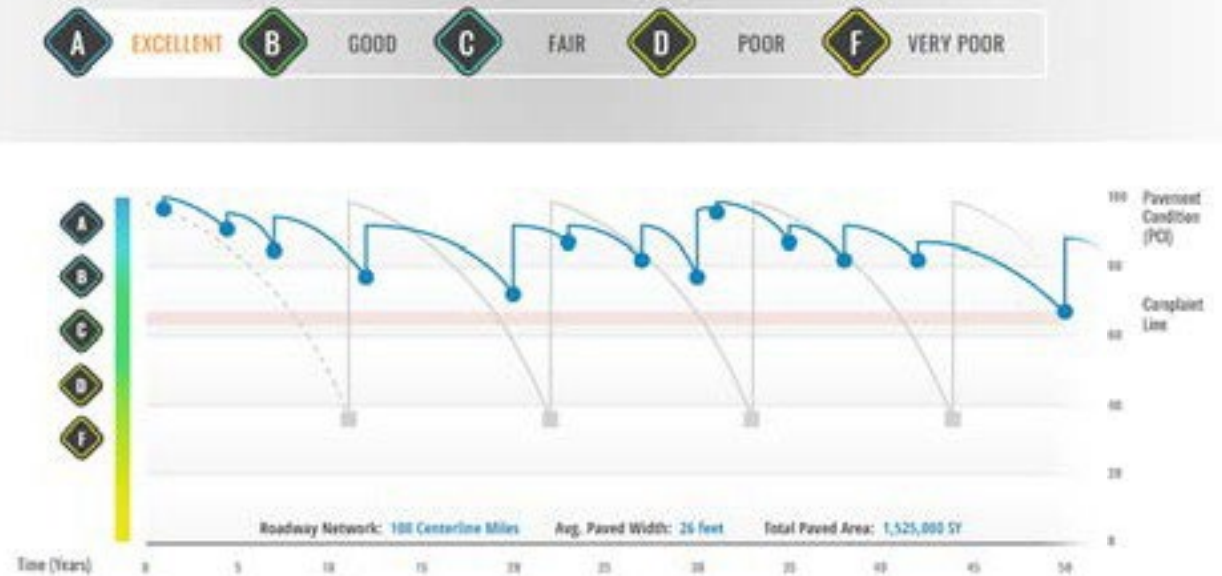 A EXCELLENT B GOOD C FAIR D POOR F VERY POOR
100 Pavement
Condition
(PCI)
A
80
B
Complaint
Line
C
60
D
40
F
20
Roadway Network: 100 Centerline Miles Avg. Paved Width: 26 feet Total Paved Area: 1,525,000 SY
0
Time (Years) 0 5 10 15 20 25 30 35 40 45 50